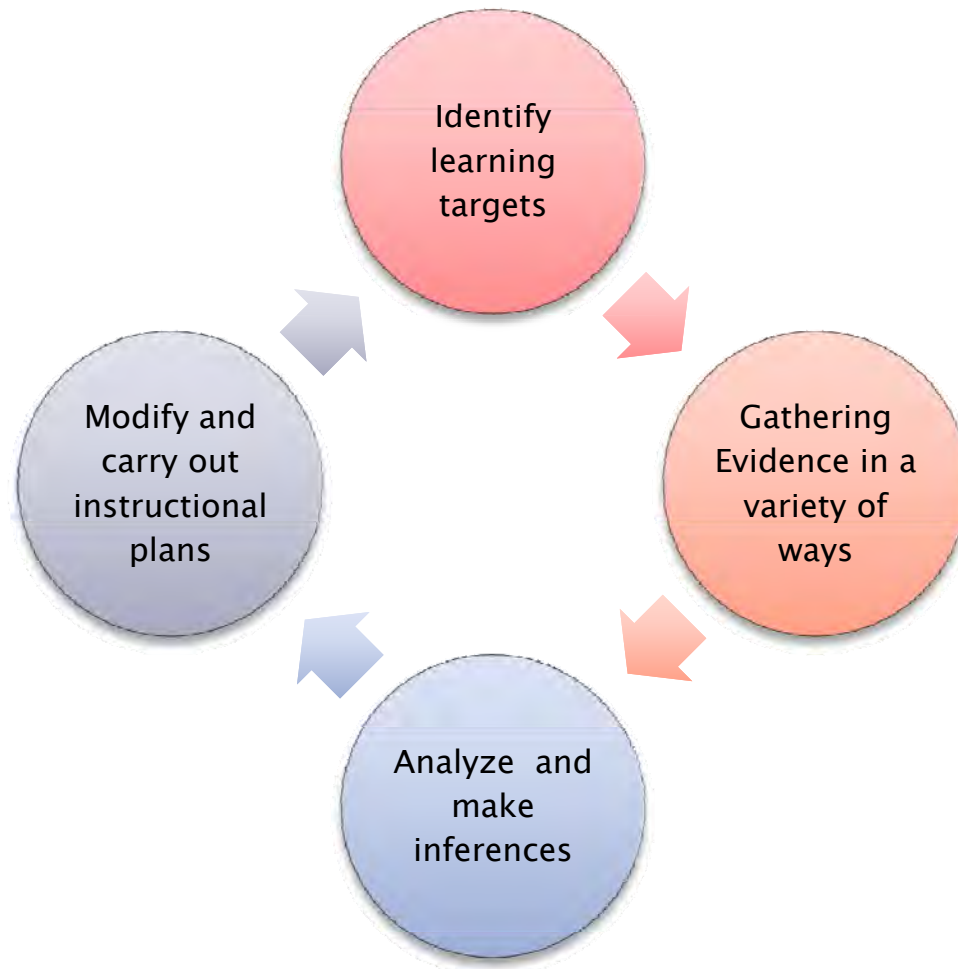 Identify
learning
targets
Gathering
Evidence in a
variety of
ways
Analyze and
make
inferences
Modify and
carry out
instructional
plans